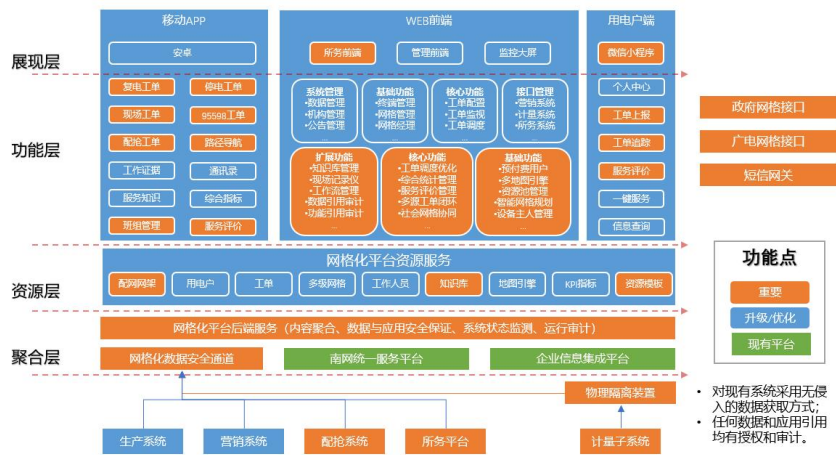 移动APP
WEB前端
用电户端
展现层
安卓
所务前端
管理前端
监控大屏
微信小程序
功能层
复电工单
停电工单
现场工单
95598工单
配抢工单
路径导航
工作证据
通讯录
服务知识
综合指标
班组管理
服务评价
系统管理
•数据管理
•机构管理
•公告管理
...
基础功能
•终端管理
•网格管理
•网格经理
...
核心功能
•工单配置
•工单监视
•工单调度
...
接口管理
•营销系统
•计量系统
•所务系统
...
扩展功能
•知识库管理
•现场记录仪
•工作流管理
•数据引用审计
•功能引用审计
...
核心功能
•工单调度优化
•综合统计管理
•服务评价管理
•多源工单闭环
•社会网格协同
...
基础功能
•预付费用户
•多地图引擎
•资源池管理
•智能网格规划
•设备主人管理
...
个人中心
工单上报
工单追踪
服务评价
一健服务
信息查询
政府网格接口
广电网格接口
短信网关
资源层
网格化平台资源服务
配网网架
用电户
工单
多级网格
工作人员
知识库
地图引擎
KPI指标
资源模板
网格化平台后端服务（内容聚合、数据与应用安全保证、系统状态监测、运行审计）
聚合层
网格化数据安全通道
南网统一服务平台
企业信息集成平台
物理隔离装置
生产系统
营销系统
配抢系统
所务平台
计量子系统
功能点
重要
升级/优化
现有平台
• 对现有系统采用无侵
入的数据获取方式；
• 任何数据和应用引用
均有授权和审计。